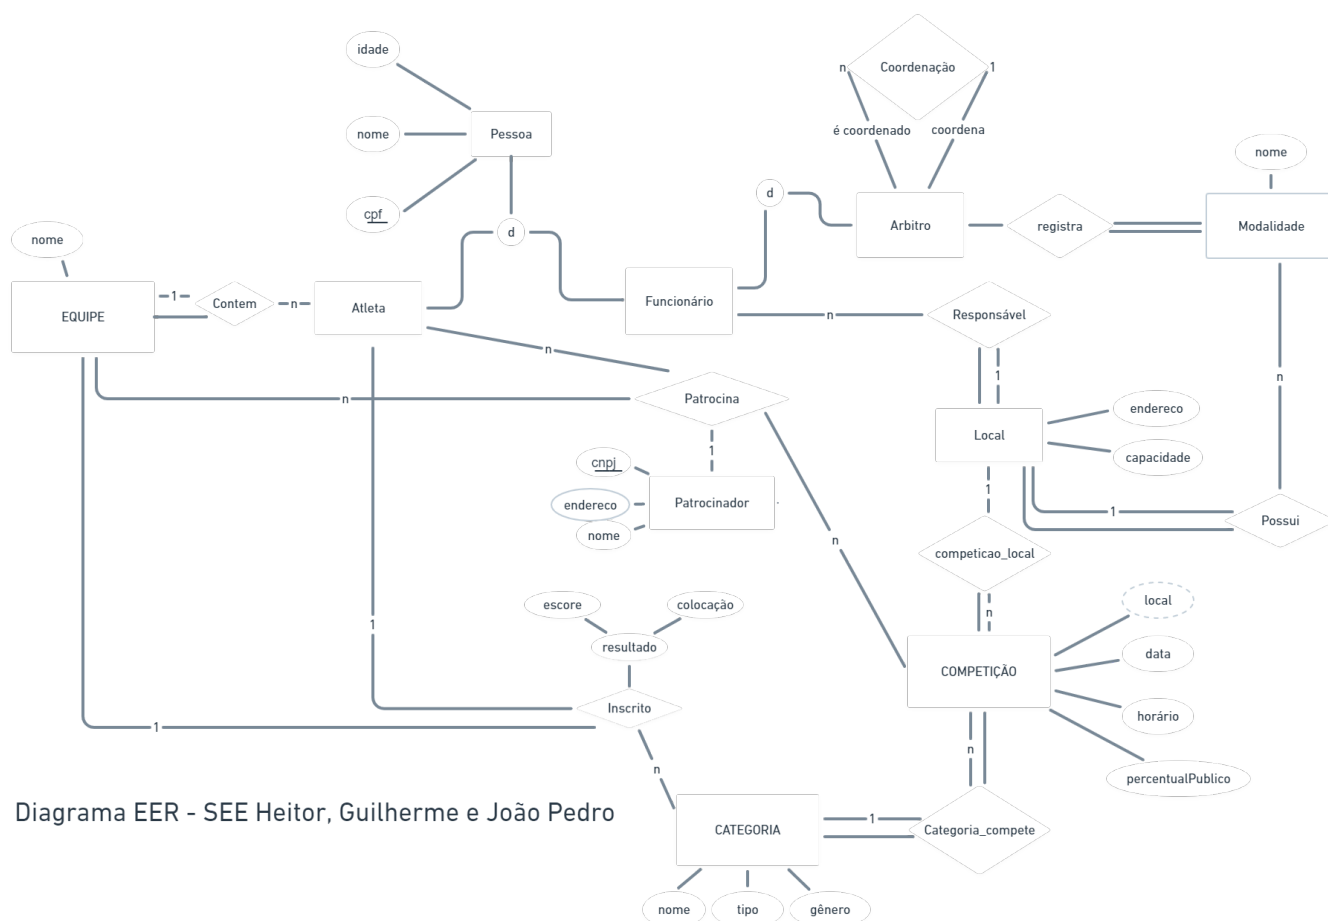 idade
Coordenação
n
1
nome
Pessoa
é coordenado
coordena
nome
cpf
d
d
Arbitro
registra
Modalidade
nome
EQUIPE
1
Contem
n
Atleta
Funcionário
n
Responsável
n
1
n
Patrocina
1
Local
endereco
capacidade
n
cnpj
endereco
nome
Patrocinador
1
1
Possui
n
competicao_local
n
escore
colocação
resultado
local
data
horário
percentualPublico
COMPETIÇÃO
1
Inscrito
1
n
n
Diagrama EER - SEE Heitor, Guilherme e João Pedro
CATEGORIA
1
Categoria_compete
nome
tipo
gênero